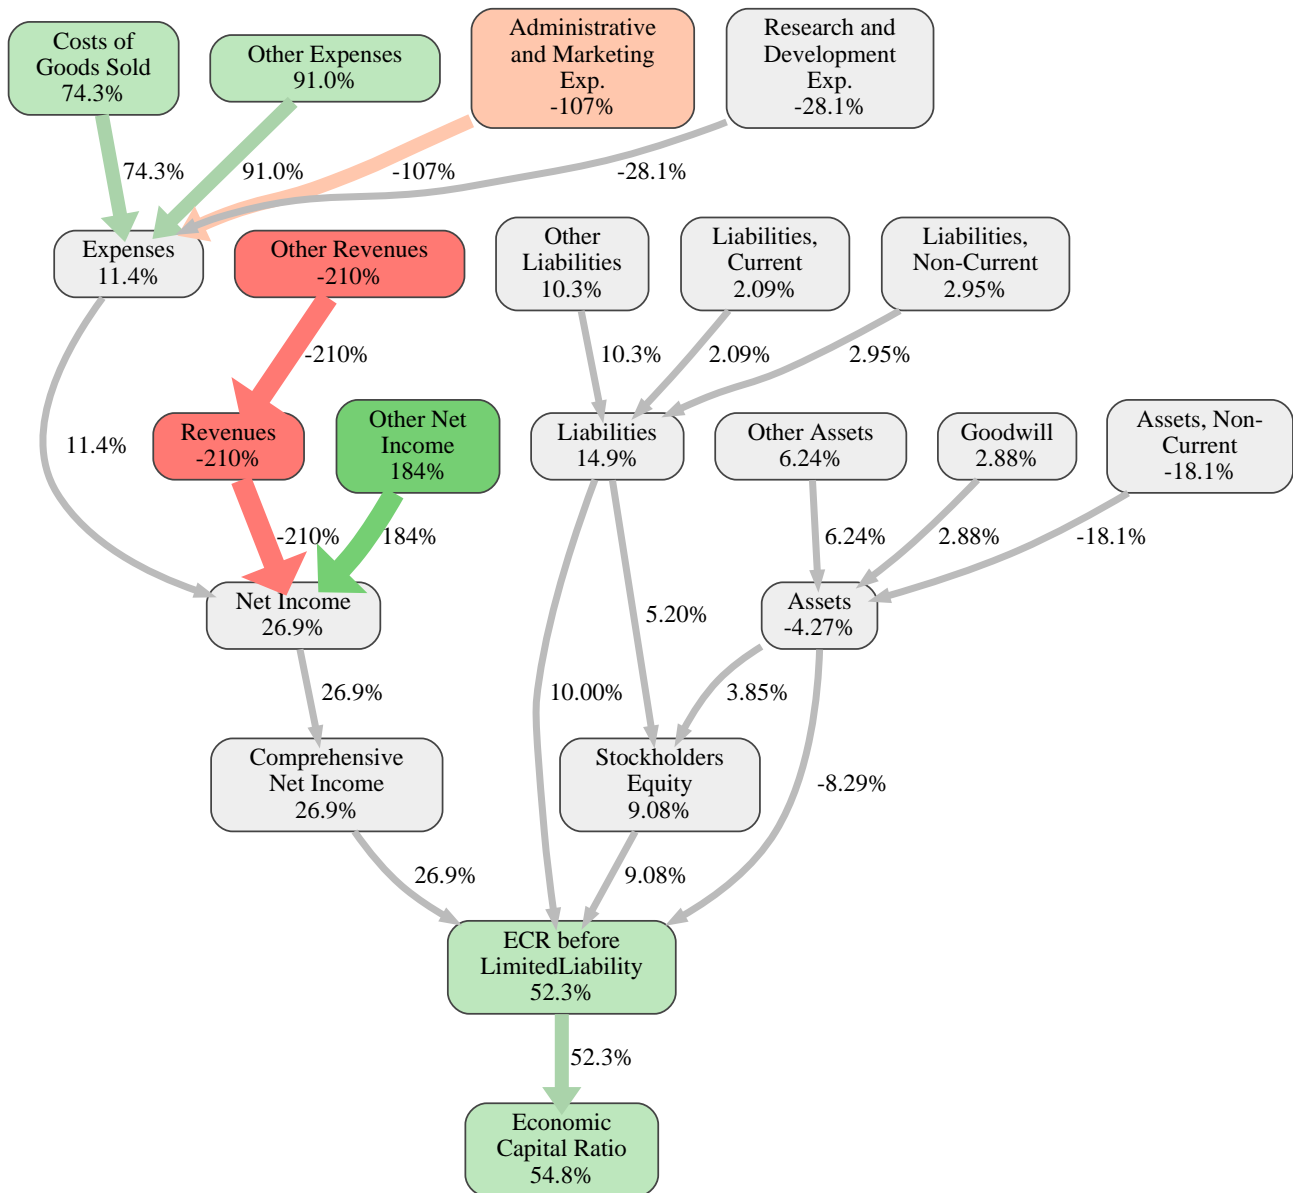 Costs of
Goods Sold
74.3%
Other Expenses
91.0%
Administrative
and Marketing
Exp.
-107%
Research and
Development
Exp.
-28.1%
74.3%
91.0%
-107%
-28.1%
Expenses
11.4%
Other Revenues
-210%
Other
Liabilities
10.3%
Liabilities,
Current
2.09%
Liabilities,
Non-Current
2.95%
-210%
10.3%
2.09%
2.95%
11.4%
Revenues
-210%
Other Net
Income
184%
Liabilities
14.9%
Other Assets
6.24%
Goodwill
2.88%
Assets, Non-
Current
-18.1%
-210%
184%
6.24%
2.88%
-18.1%
Net Income
26.9%
5.20%
Assets
-4.27%
26.9%
10.00%
3.85%
Comprehensive
Net Income
26.9%
Stockholders
Equity
9.08%
-8.29%
26.9%
9.08%
ECR before
LimitedLiability
52.3%
52.3%
Economic
Capital Ratio
54.8%